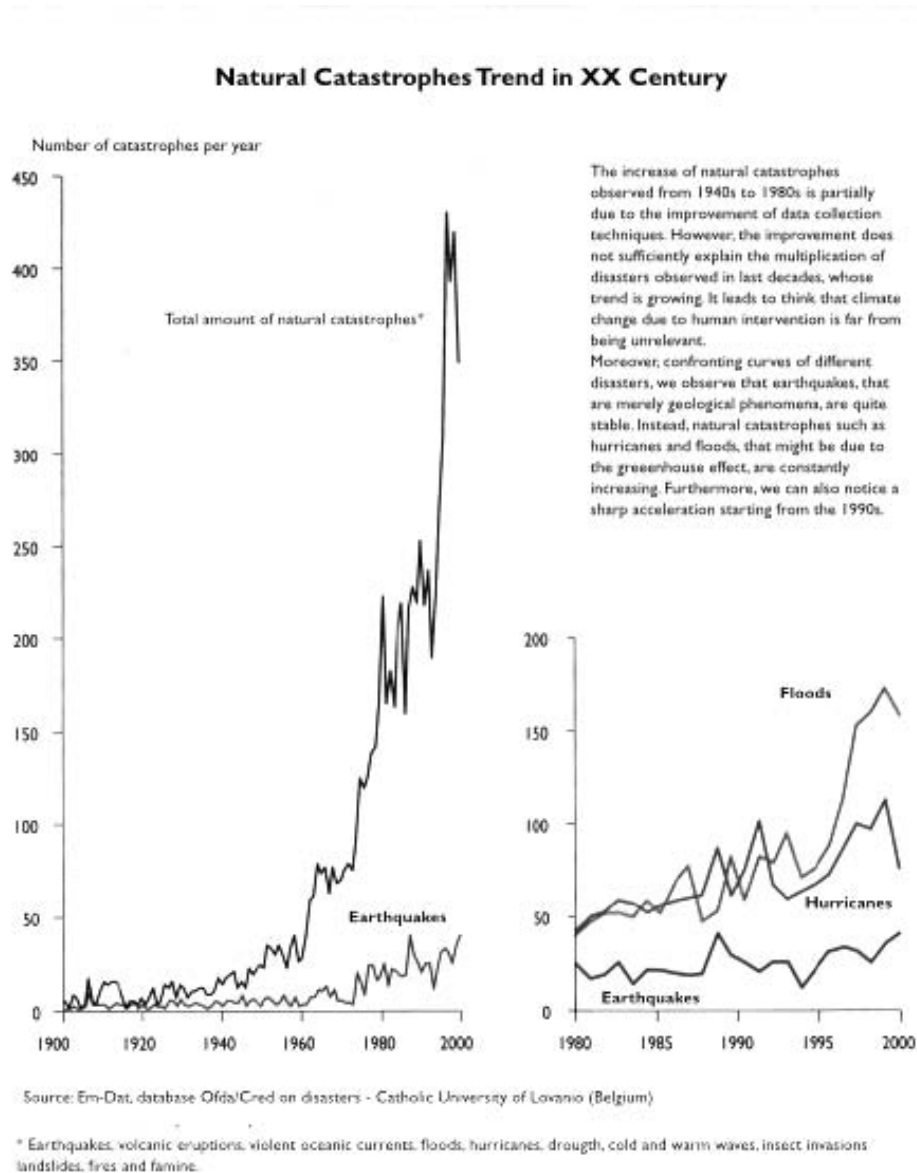 Natural Catastrophes Trend in XX Century
Number of catastrophes per year
450
400
350
300
250
200
150
100
50
0
1900
1920
1940
1960
1980
2000
Total amount of natural catastrophes*
Earthquakes
The increase of natural catastrophes
observed from 1940s to 1980s is partially
due to the improvement of data collection
techniques. However, the improvement does
not sufficiently explain the multiplication of
disasters observed in last decades, whose
trend is growing. It leads to think that climate
change due to human intervention is far from
being unrelevant.
Moreover, confronting curves of different
disasters, we observe that earthquakes, that
are merely geological phenomena, are quite
stable. Instead, natural catastrophes such as
hurricanes and floods, that might be due to
the greeenhouse effect, are constantly
increasing. Furthermore, we can also notice a
sharp acceleration starting from the 1990s.
200
150
100
50
0
Floods
Hurricanes
Earthquakes
1980
1985
1990
1995
2000
Source: Em-Dat, database Ofda/Cred on disasters - Catholic University of Lovanio (Belgium)
* Earthquakes, volcanic eruptions, violent oceanic currents, floods, hurricanes, drougth, cold and warm waves, insect invasions
landslides, fires and famine.